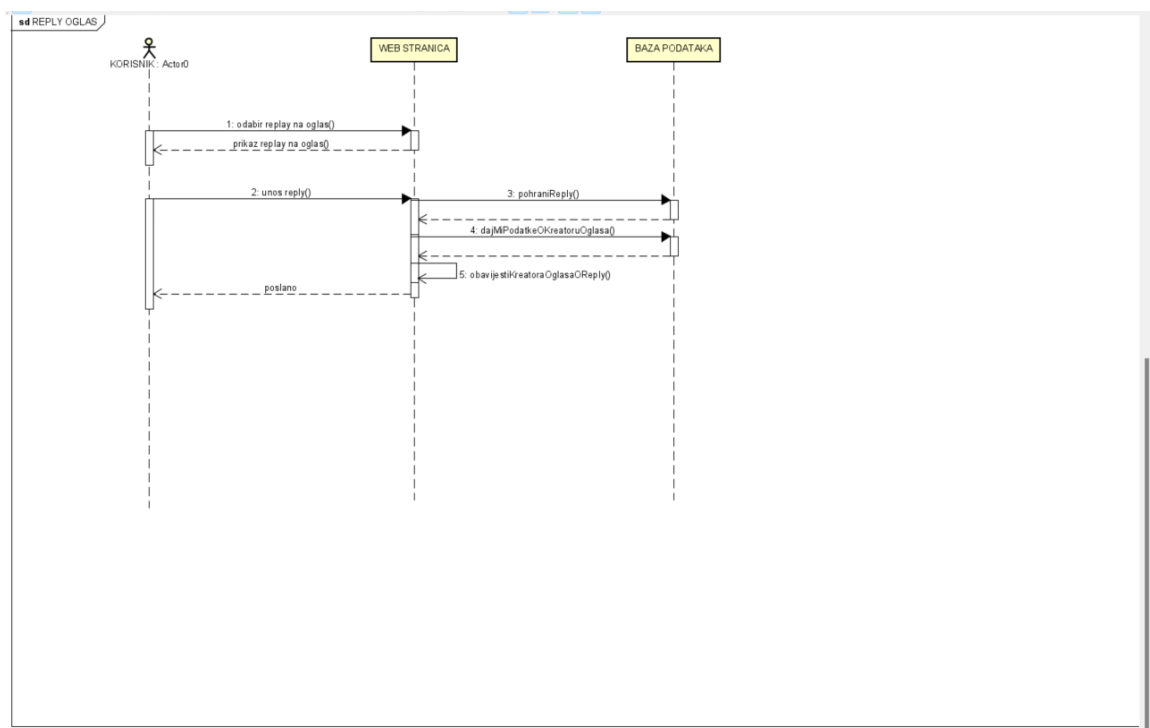 sd REPLY OGLAS
KORISNIK : Actor0
WEB STRANICA
BAZA PODATAKA
1: odabir replay na oglas()
prikaz replay na oglas()
2: unos reply()
3: pohraniReply()
4: dajMiPodatkeOKreatoruOglasa()
5: obavijestiKreatoraOglasaOReply()
poslano